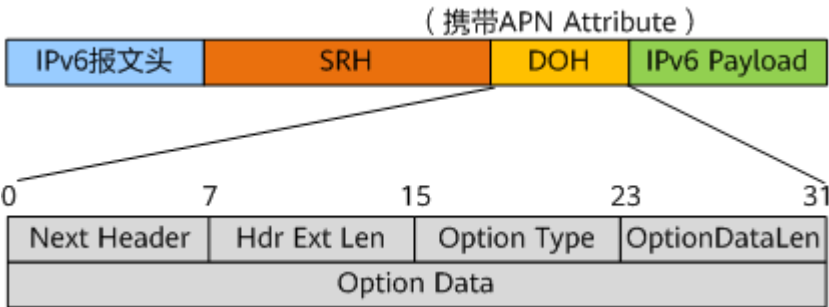 （携带APN Attribute）
IPv6报文头 SRH DOH IPv6 Payload
0 7 15 23 31
Next Header Hdr Ext Len Option Type OptionDataLen
Option Data